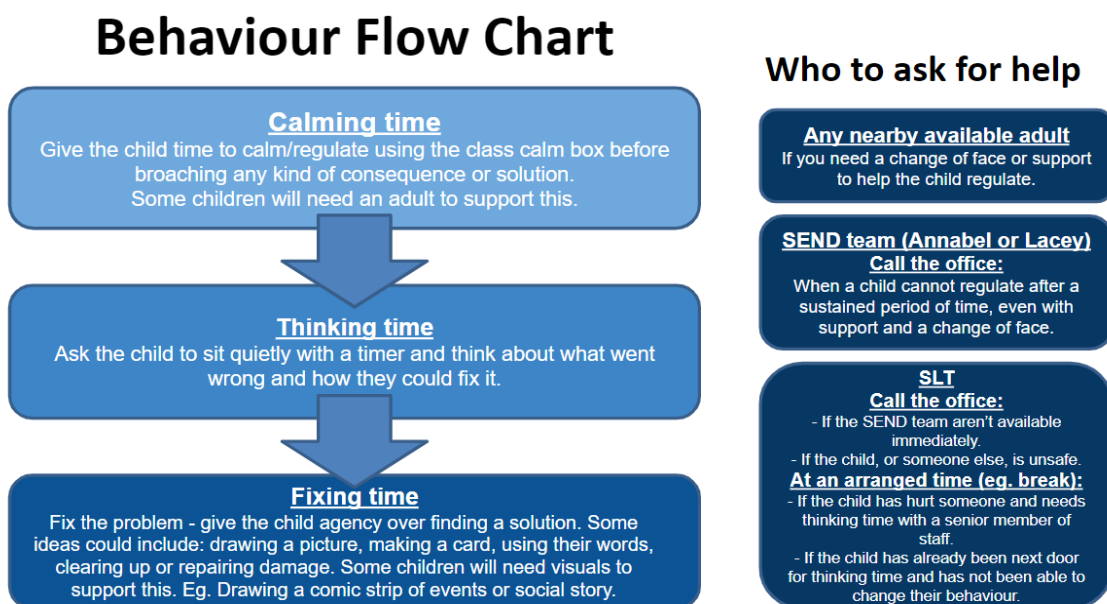 Behaviour Flow Chart
Calming time
Give the child time to calm/regulate using the class calm box before
broaching any kind of consequence or solution.
Some children will need an adult to support this.
Thinking time
Ask the child to sit quietly with a timer and think about what went
wrong and how they could fix it.
Fixing time
Fix the problem - give the child agency over finding a solution. Some
ideas could include: drawing a picture, making a card, using their words,
clearing up or repairing damage. Some children will need visuals to
support this. Eg. Drawing a comic strip of events or social story.
Who to ask for help
Any nearby available adult
If you need a change of face or support
to help the child regulate.
SEND team (Annabel or Lacey)
Call the office:
When a child cannot regulate after a
sustained period of time, even with
support and a change of face.
SLT
Call the office:
- If the SEND team aren't available
immediately.
- If the child, or someone else, is unsafe.
At an arranged time (eg. break):
- If the child has hurt someone and needs
thinking time with a senior member of
staff.
- If the child has already been next door
for thinking time and has not been able to
change their behaviour.